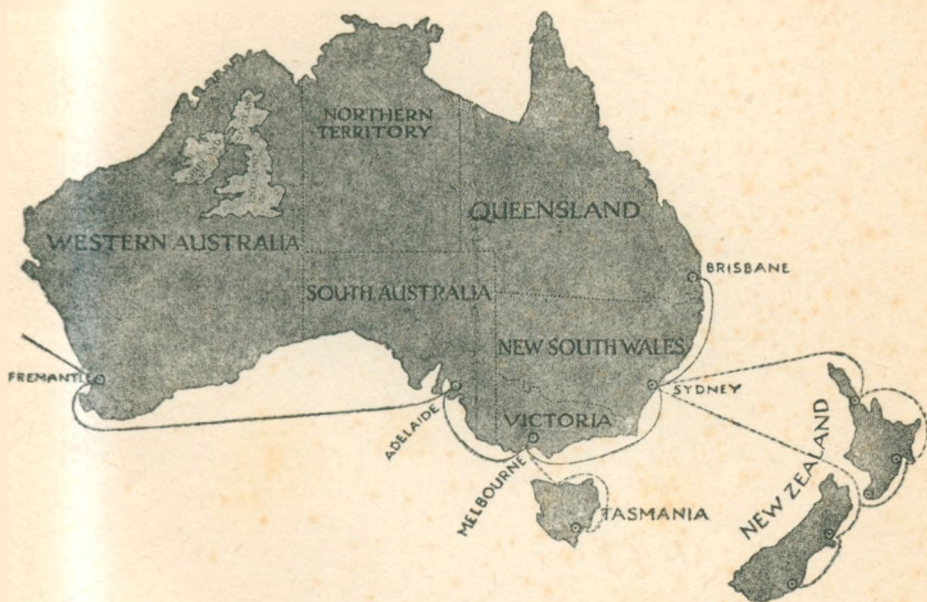 NORTHERN
TERRITORY
QUEENSLAND
WESTERN AUSTRALIA
BRISBANE
SOUTH AUSTRALIA
NEW SOUTH WALES
FREMANTLE
SYDNEY
ADELAIDE
VICTORIA
MELBOURNE
TASMANIA
NEW ZEALAND